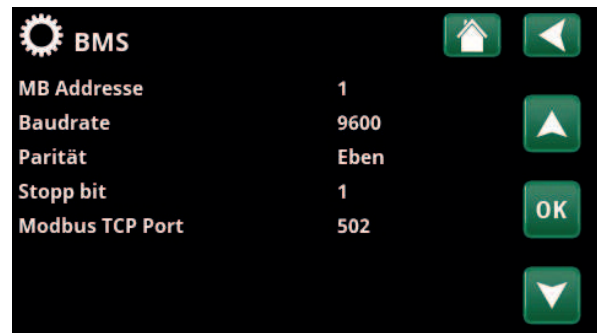 BMS
MB Addresse 1
Baudrate 9600
Parität Eben
Stopp bit 1
OK
Modbus TCP Port 502